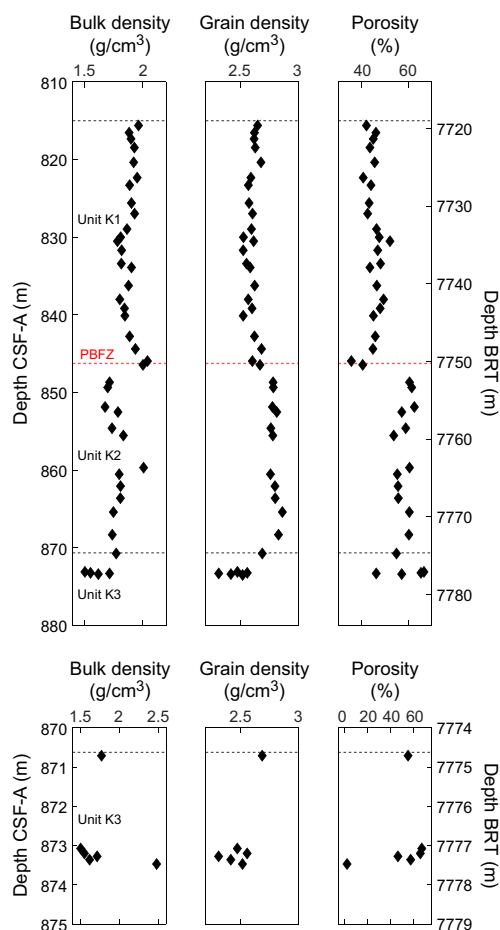 Bulk density Grain density Porosity
(g/cm3) (g/cm3) (%)
1.5 2 2.5 3 40 60
810
820
830
840
850
860
870
880
Depth CSF-A (m)
Unit K1
PBFZ
Unit K2
Unit K3
7720
7730
7740
7750
7760
7770
7780
Depth BRT (m)
Bulk density Grain density Porosity
(g/cm3) (g/cm3) (%)
1.5 2 2.5 2.5 3 0 20 40 60
870
871
872
873
874
875
Depth CSF-A (m)
Unit K3
7774
7775
7776
7777
7778
7779
Depth BRT (m)